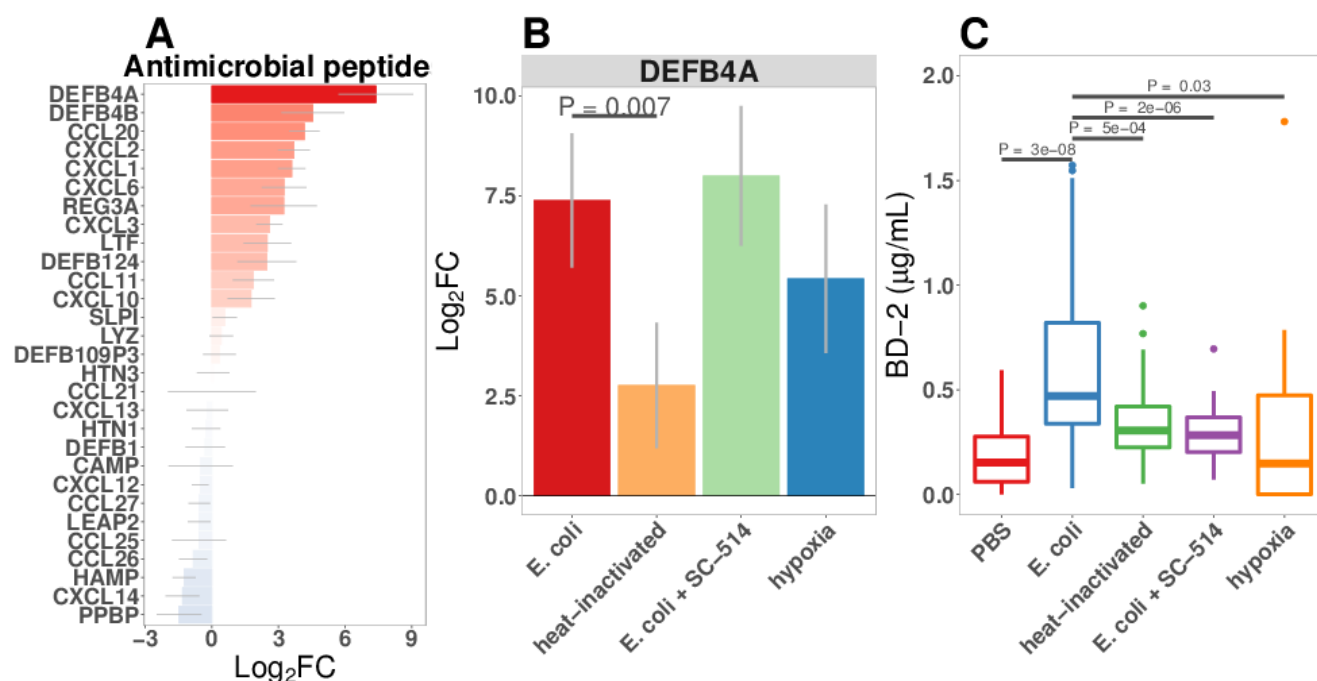 A
Antimicrobial peptide
DEFB4A
DEFB4B
CCL20
CXCL2
CXCL1
CXCL6
REG3A
CXCL3
LTF
DEFB124
CCL11
CXCL10
SLPI
LYZ
DEFB109P3
HTN3
CCL21
CXCL13
HTN1
DEFB1
CAMP
CXCL12
CCL27
LEAP2
CCL25
CCL26
HAMP
CXCL14
PPBP
−3 0 3 6 9
Log₂FC
B
DEFB4A
P = 0.007
10.0
7.5
5.0
2.5
0.0
Log₂FC
E. coli
heat−inactivated
E. coli + SC−514
hypoxia
C
P = 0.03
P = 2e−06
P = 5e−04
P = 3e−08
2.0
1.5
1.0
0.5
0.0
BD−2 (μg/mL)
PBS
E. coli
heat−inactivated
E. coli + SC−514
hypoxia